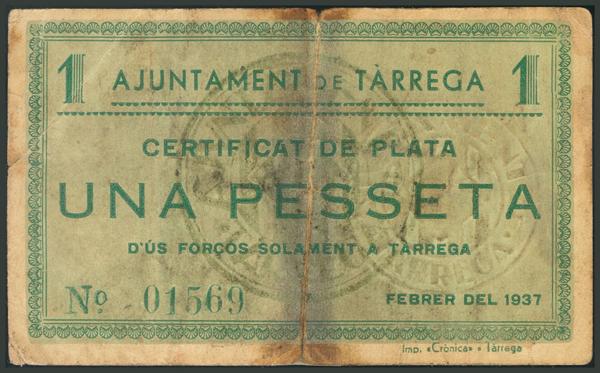 1 AJUNTAMENT DE TÀRREGA 1
CERTIFICAT DE PLATA
UNA PESSETA
D'ÚS FORÇÓS SOLAMENT A TÀRREGA
Nº 01569
FEBRER DEL 1937
Imp. «Crònica» • Tàrrega